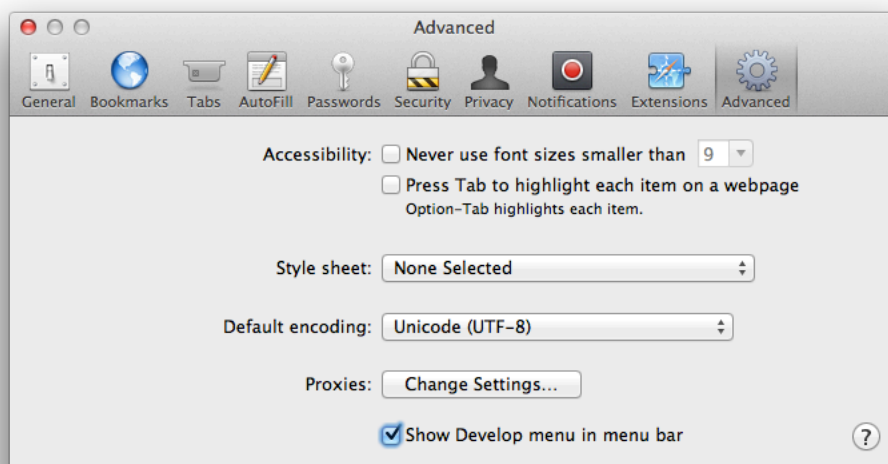 Advanced
General Bookmarks Tabs AutoFill Passwords Security Privacy Notifications Extensions Advanced
Accessibility: Never use font sizes smaller than 9
Press Tab to highlight each item on a webpage
Option-Tab highlights each item.
Style sheet: None Selected
Default encoding: Unicode (UTF-8)
Proxies: Change Settings...
Show Develop menu in menu bar ?